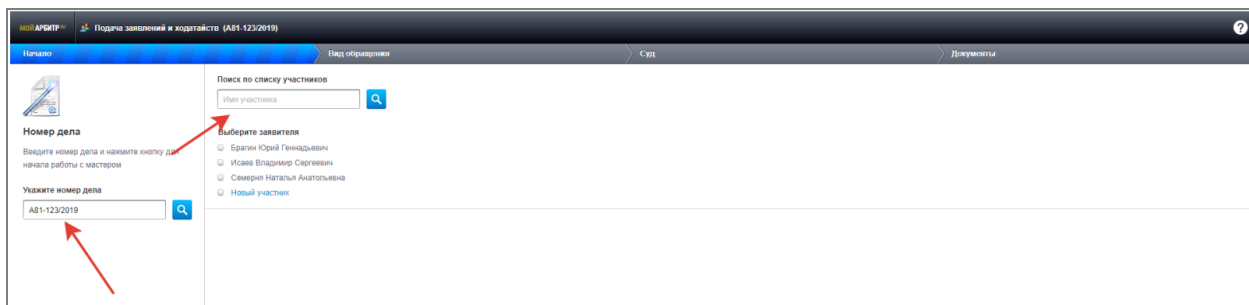 МОЙ АРБИТР RU
Подача заявлений и ходатайств (А81-123/2019)
?
Начало
Вид обращения
Суд
Документы
Номер дела
Введите номер дела и нажмите кнопку для
начала работы с мастером
Укажите номер дела
А81-123/2019
Поиск по списку участников
Имя участника
Выберите заявителя
Брагин Юрий Геннадьевич
Исаев Владимир Сергеевич
Семерня Наталья Анатольевна
Новый участник